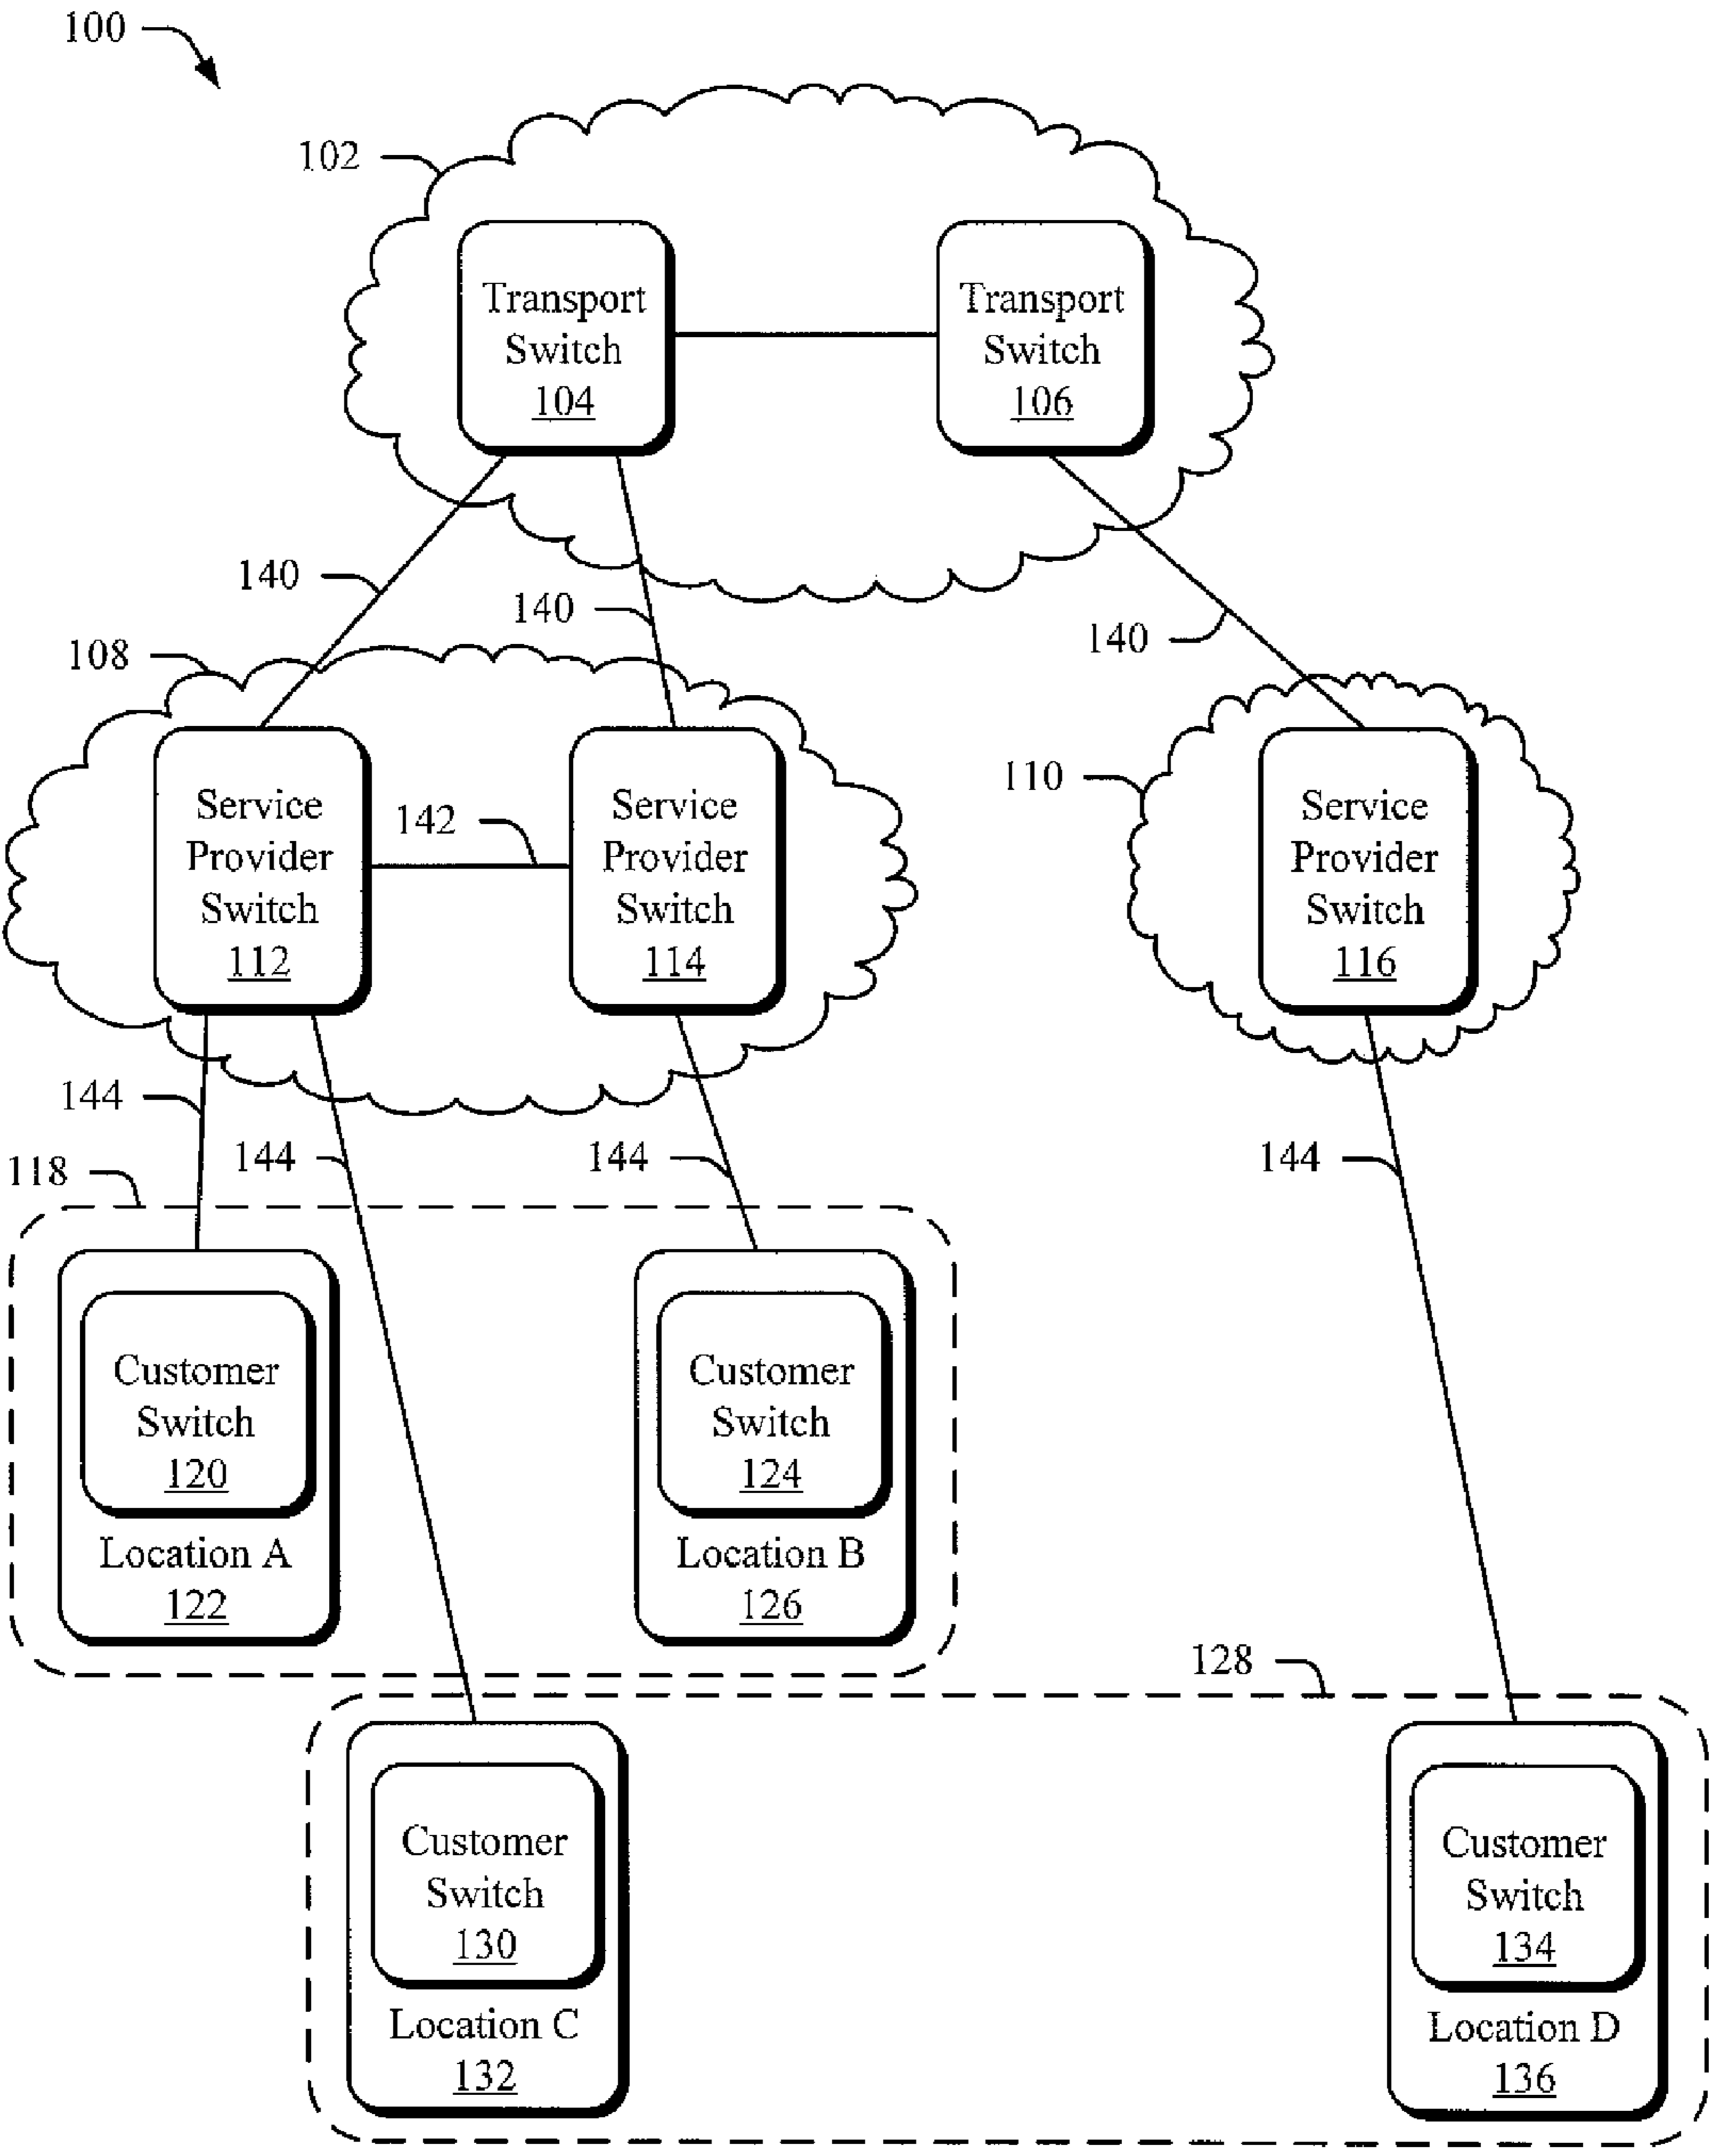 100
102
Transport
Switch
104
Transport
Switch
106
140
140
140
108
110
Service
Provider
Switch
112
142
Service
Provider
Switch
114
Service
Provider
Switch
116
144
144
144
144
118
Customer
Switch
120
Location A
122
Customer
Switch
124
Location B
126
128
Customer
Switch
130
Location C
132
Customer
Switch
134
Location D
136